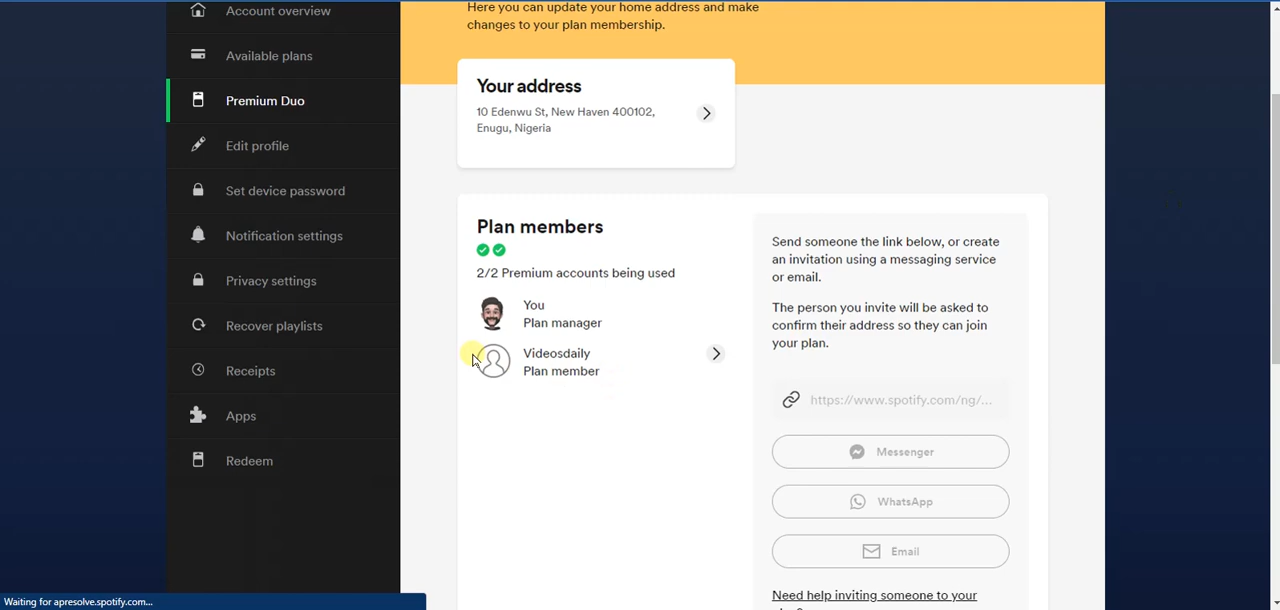 Account overview
Available plans
Premium Duo
Edit profile
Set device password
Notification settings
Privacy settings
Recover playlists
Receipts
Apps
Redeem
Here you can update your home address and make
changes to your plan membership.
Your address
10 Edenwu St, New Haven 400102,
Enugu, Nigeria
Plan members
2/2 Premium accounts being used
You
Plan manager
Videosdaily
Plan member
Send someone the link below, or create
an invitation using a messaging service
or email.
The person you invite will be asked to
confirm their address so they can join
your plan.
https://www.spotify.com/ng/...
Messenger
WhatsApp
Email
Need help inviting someone to your
Waiting for apresolve.spotify.com...